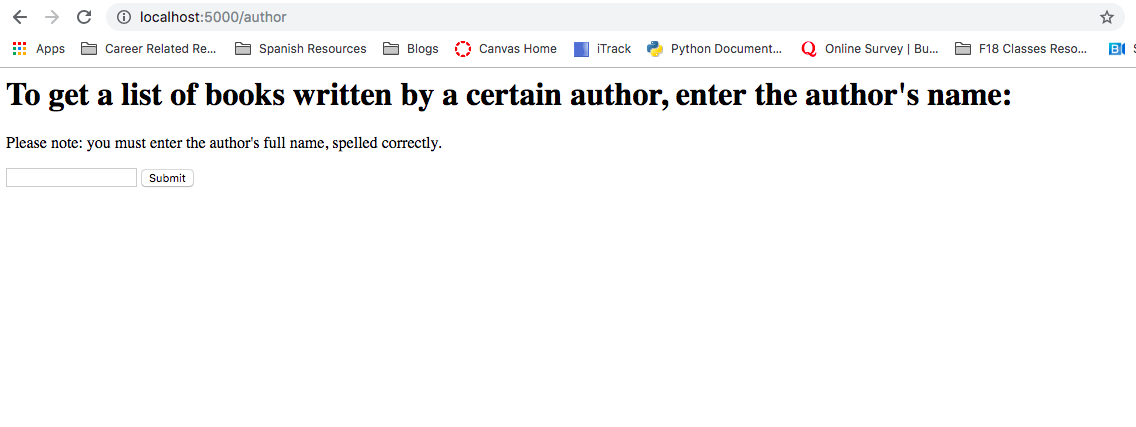 localhost:5000/author
Apps Career Related Re... Spanish Resources Blogs Canvas Home iTrack Python Document... Online Survey | Bu... F18 Classes Reso...
To get a list of books written by a certain author, enter the author's name:
Please note: you must enter the author's full name, spelled correctly.
Submit